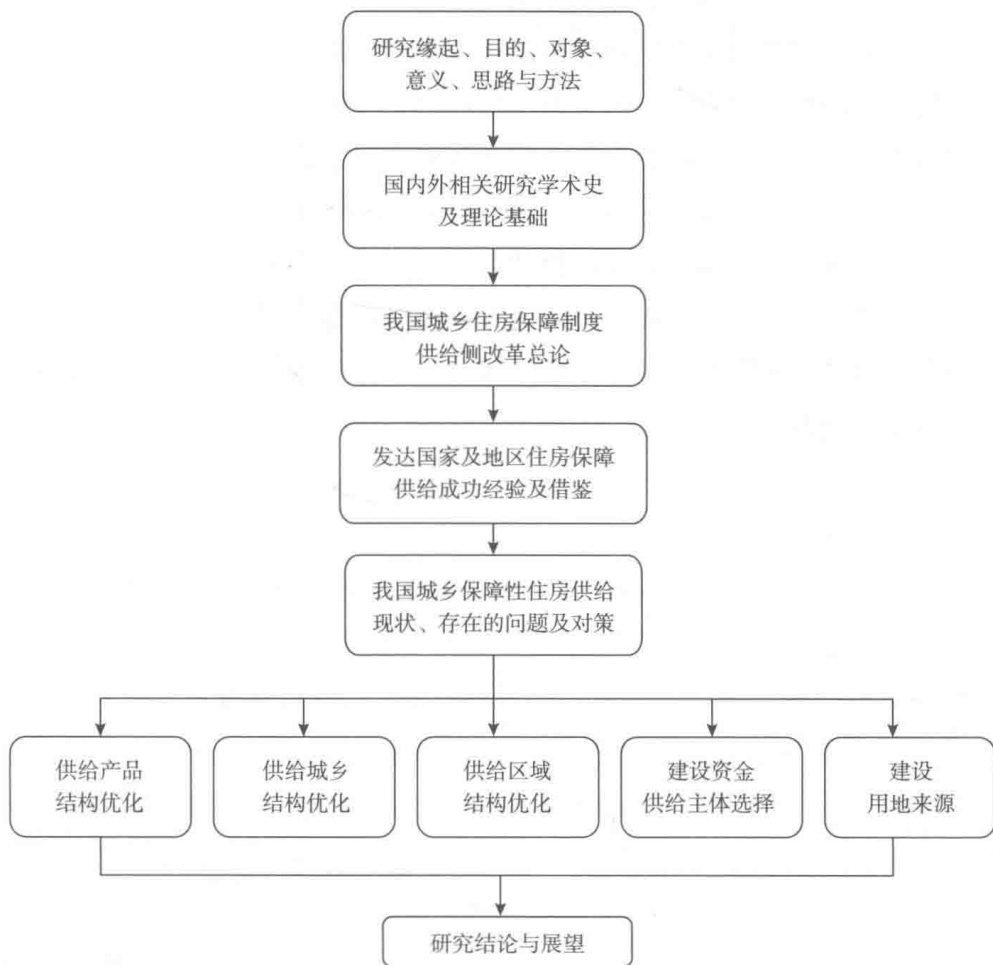 研究缘起、目的、对象、
意义、思路与方法
国内外相关研究学术史
及理论基础
我国城乡住房保障制度
供给侧改革总论
发达国家及地区住房保障
供给成功经验及借鉴
我国城乡保障性住房供给
现状、存在的问题及对策
供给产品
结构优化
供给城乡
结构优化
供给区域
结构优化
建设资金
供给主体选择
建设
用地来源
研究结论与展望